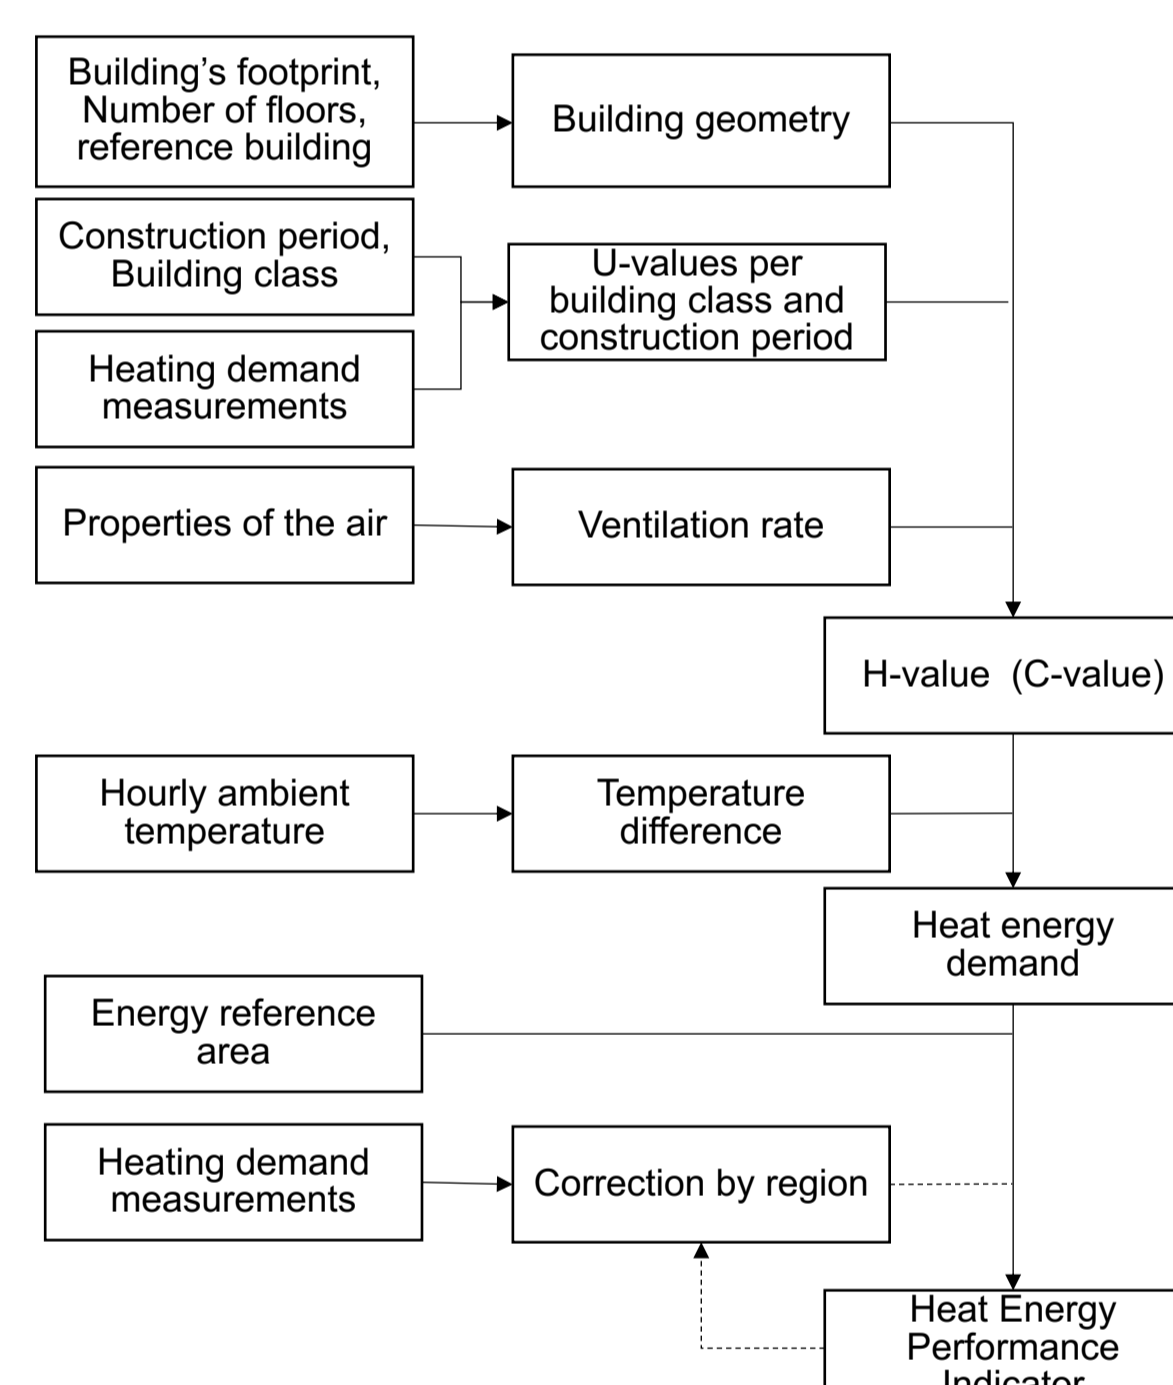 Building’s footprint,
Number of floors,
reference building
Building geometry
Construction period,
Building class
U-values per
building class and
construction period
Heating demand
measurements
Properties of the air
Ventilation rate
H-value  (C-value)
Hourly ambient
temperature
Temperature
difference
Heat energy
demand
Energy reference
area
Heating demand
measurements
Correction by region
Heat Energy
Performance
Indicator